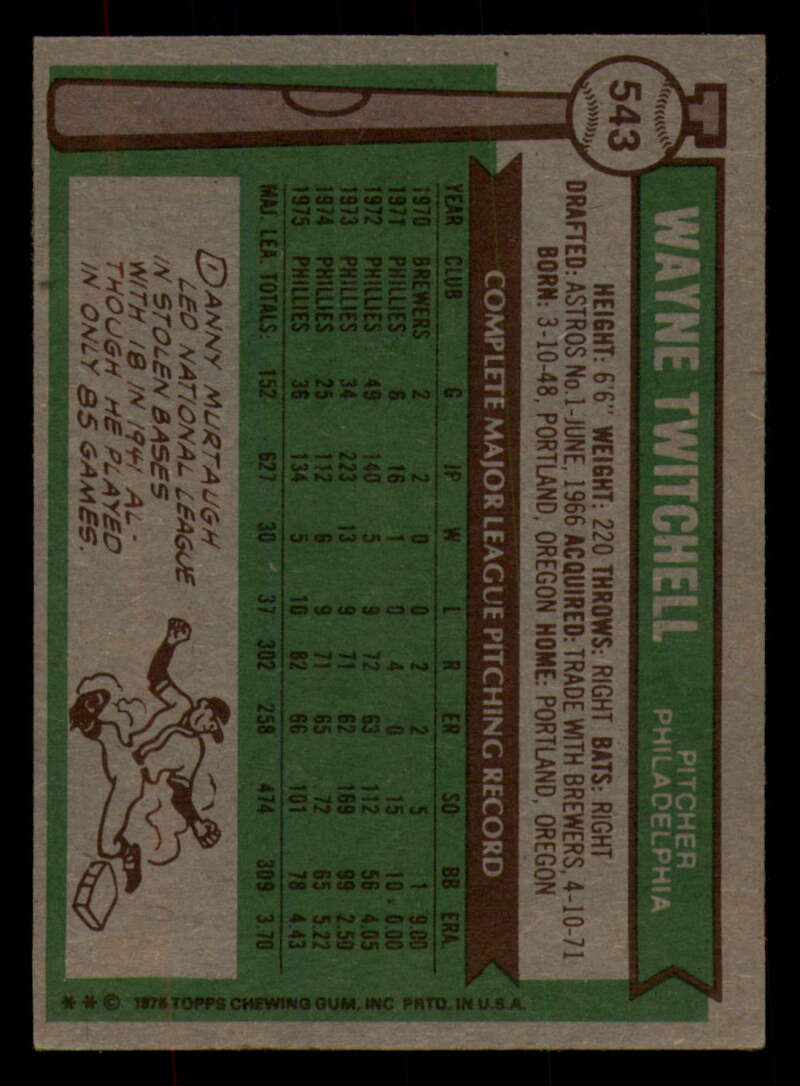 543
WAYNE TWITCHELL
PITCHER
PHILADELPHIA
HEIGHT: 6'6" WEIGHT: 220 THROWS: RIGHT BATS: RIGHT
DRAFTED: ASTROS No.1-JUNE, 1966 ACQUIRED: TRADE WITH BREWERS, 4-10-71
BORN: 3-10-48, PORTLAND, OREGON HOME: PORTLAND, OREGON
COMPLETE MAJOR LEAGUE PITCHING RECORD
YEAR CLUB G IP W L R ER SO BB ERA
1970 BREWERS 2 2 0 0 2 2 5 1 9.00
1971 PHILLIES 6 16 1 0 4 0 15 10 0.00
1972 PHILLIES 49 140 5 9 72 63 112 56 4.05
1973 PHILLIES 34 223 13 9 71 62 169 99 2.50
1974 PHILLIES 25 112 6 9 71 65 72 65 5.22
1975 PHILLIES 36 134 5 10 82 66 101 78 4.43
MAJ. LEA. TOTALS: 152 627 30 37 302 258 474 309 3.70
DANNY MURTAUGH
LED NATIONAL LEAGUE
IN STOLEN BASES
WITH 18 IN 1941 AL-
THOUGH HE PLAYED
IN ONLY 85 GAMES.
* * © 1976 TOPPS CHEWING GUM, INC PRTD. IN U.S.A.